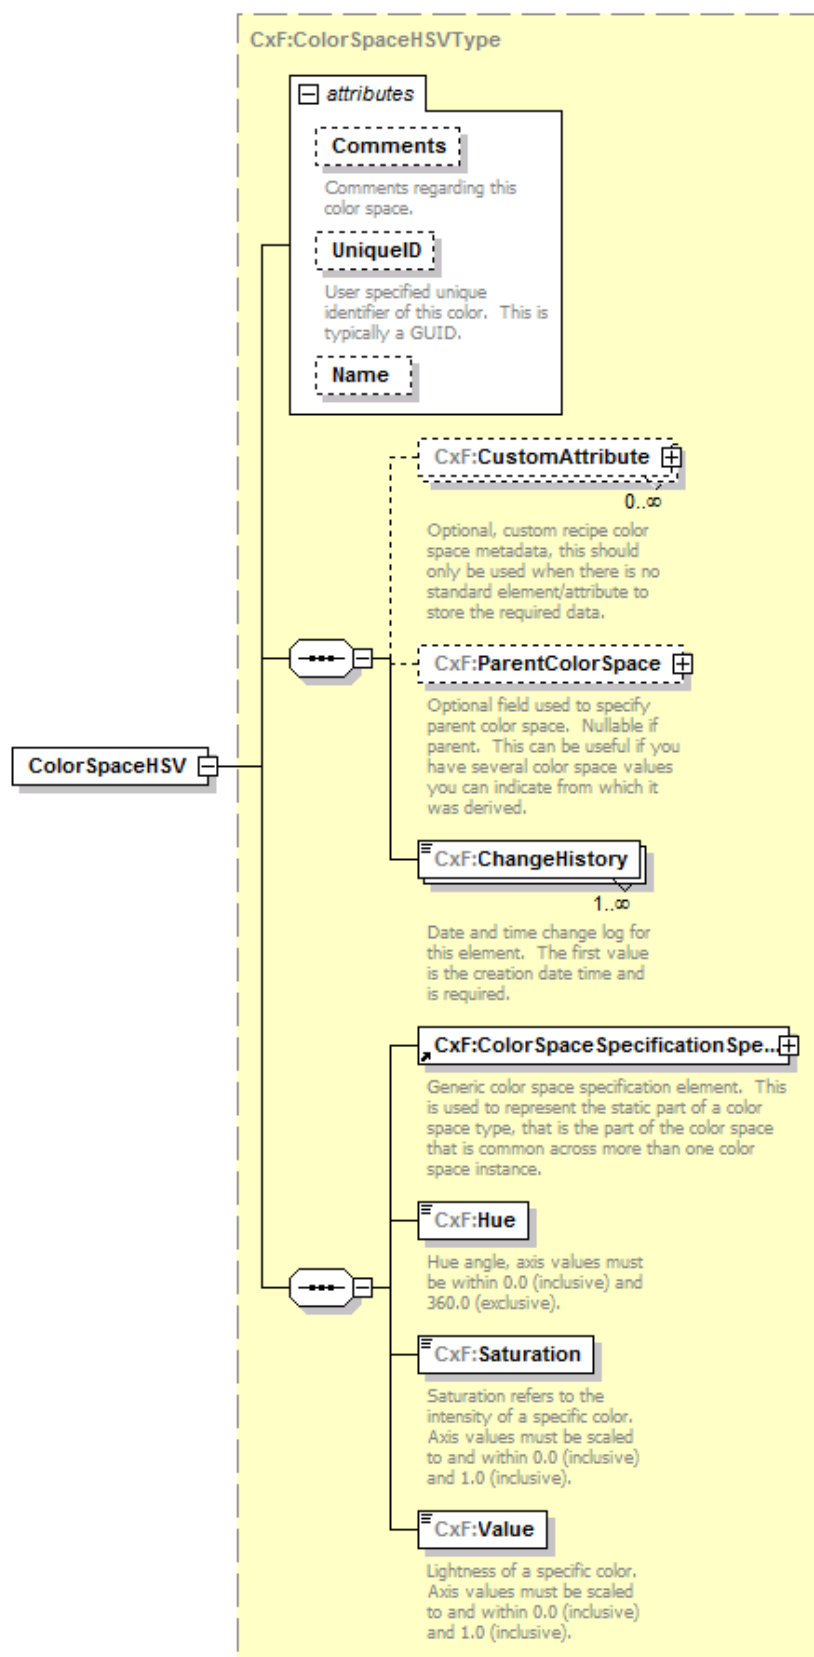 CxF:ColorSpaceHSVType
attributes
Comments
Comments regarding this
color space.
UniqueID
User specified unique
identifier of this color.  This is
typically a GUID.
Name
CxF:CustomAttribute
0..∞
Optional, custom recipe color
space metadata, this should
only be used when there is no
standard element/attribute to
store the required data.
CxF:ParentColorSpace
Optional field used to specify
parent color space.  Nullable if
parent.  This can be useful if you
have several color space values
you can indicate from which it
was derived.
ColorSpaceHSV
CxF:ChangeHistory
1..∞
Date and time change log for
this element.  The first value
is the creation date time and
is required.
CxF:ColorSpaceSpecificationSpe...
Generic color space specification element.  This
is used to represent the static part of a color
space type, that is the part of the color space
that is common across more than one color
space instance.
CxF:Hue
Hue angle, axis values must
be within 0.0 (inclusive) and
360.0 (exclusive).
CxF:Saturation
Saturation refers to the
intensity of a specific color.
Axis values must be scaled
to and within 0.0 (inclusive)
and 1.0 (inclusive).
CxF:Value
Lightness of a specific color.
Axis values must be scaled
to and within 0.0 (inclusive)
and 1.0 (inclusive).